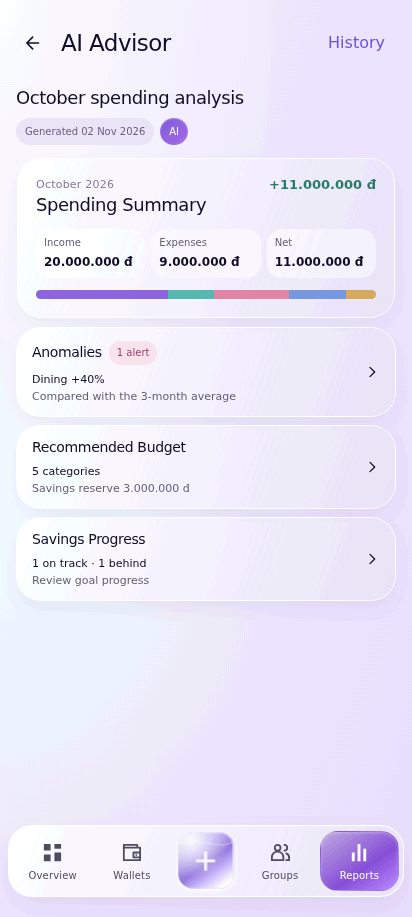 AI Advisor
History
October spending analysis
Generated 02 Nov 2026
AI
October 2026
+11.000.000 đ
Spending Summary
Income
Expenses
Net
20.000.000 đ
9.000.000 đ
11.000.000 đ
Anomalies
1 alert
Dining +40%
Compared with the 3-month average
Recommended Budget
5 categories
Savings reserve 3.000.000 đ
Savings Progress
1 on track · 1 behind
Review goal progress
Overview
Wallets
Groups
Reports